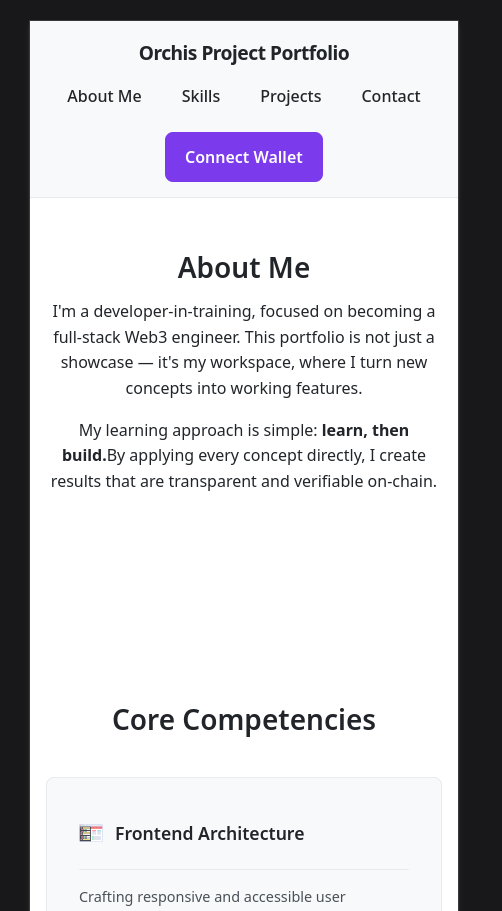 Orchis Project Portfolio
About Me Skills Projects Contact
Connect Wallet
About Me
I'm a developer-in-training, focused on becoming a
full-stack Web3 engineer. This portfolio is not just a
showcase — it's my workspace, where I turn new
concepts into working features.
My learning approach is simple: learn, then
build.By applying every concept directly, I create
results that are transparent and verifiable on-chain.
Core Competencies
Frontend Architecture
Crafting responsive and accessible user